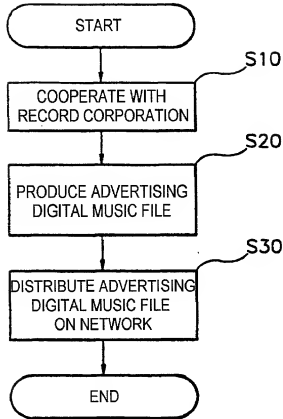 START
S10
COOPERATE WITH
RECORD CORPORATION
S20
PRODUCE ADVERTISING
DIGITAL MUSIC FILE
S30
DISTRIBUTE ADVERTISING
DIGITAL MUSIC FILE
ON NETWORK
END